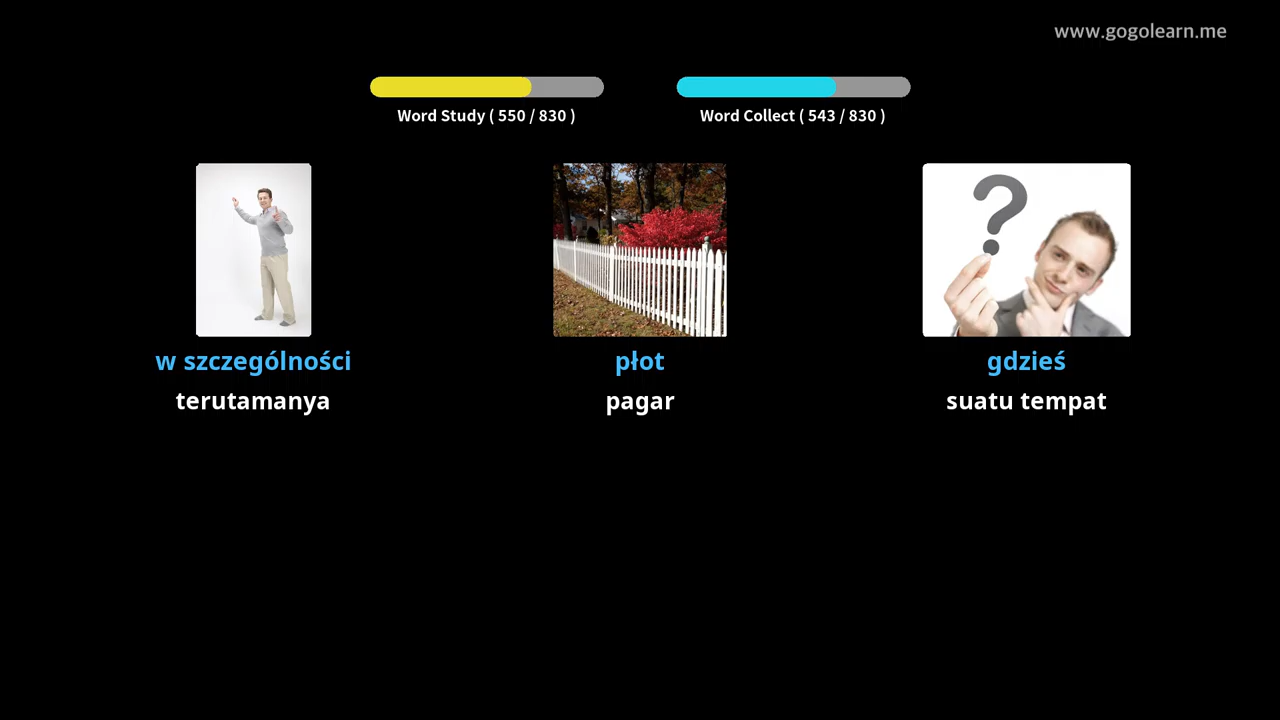 www.gogolearn.me
Word Study ( 550 / 830 )
Word Collect ( 543 / 830 )
w szczególności
płot
gdzieś
terutamanya
pagar
suatu tempat